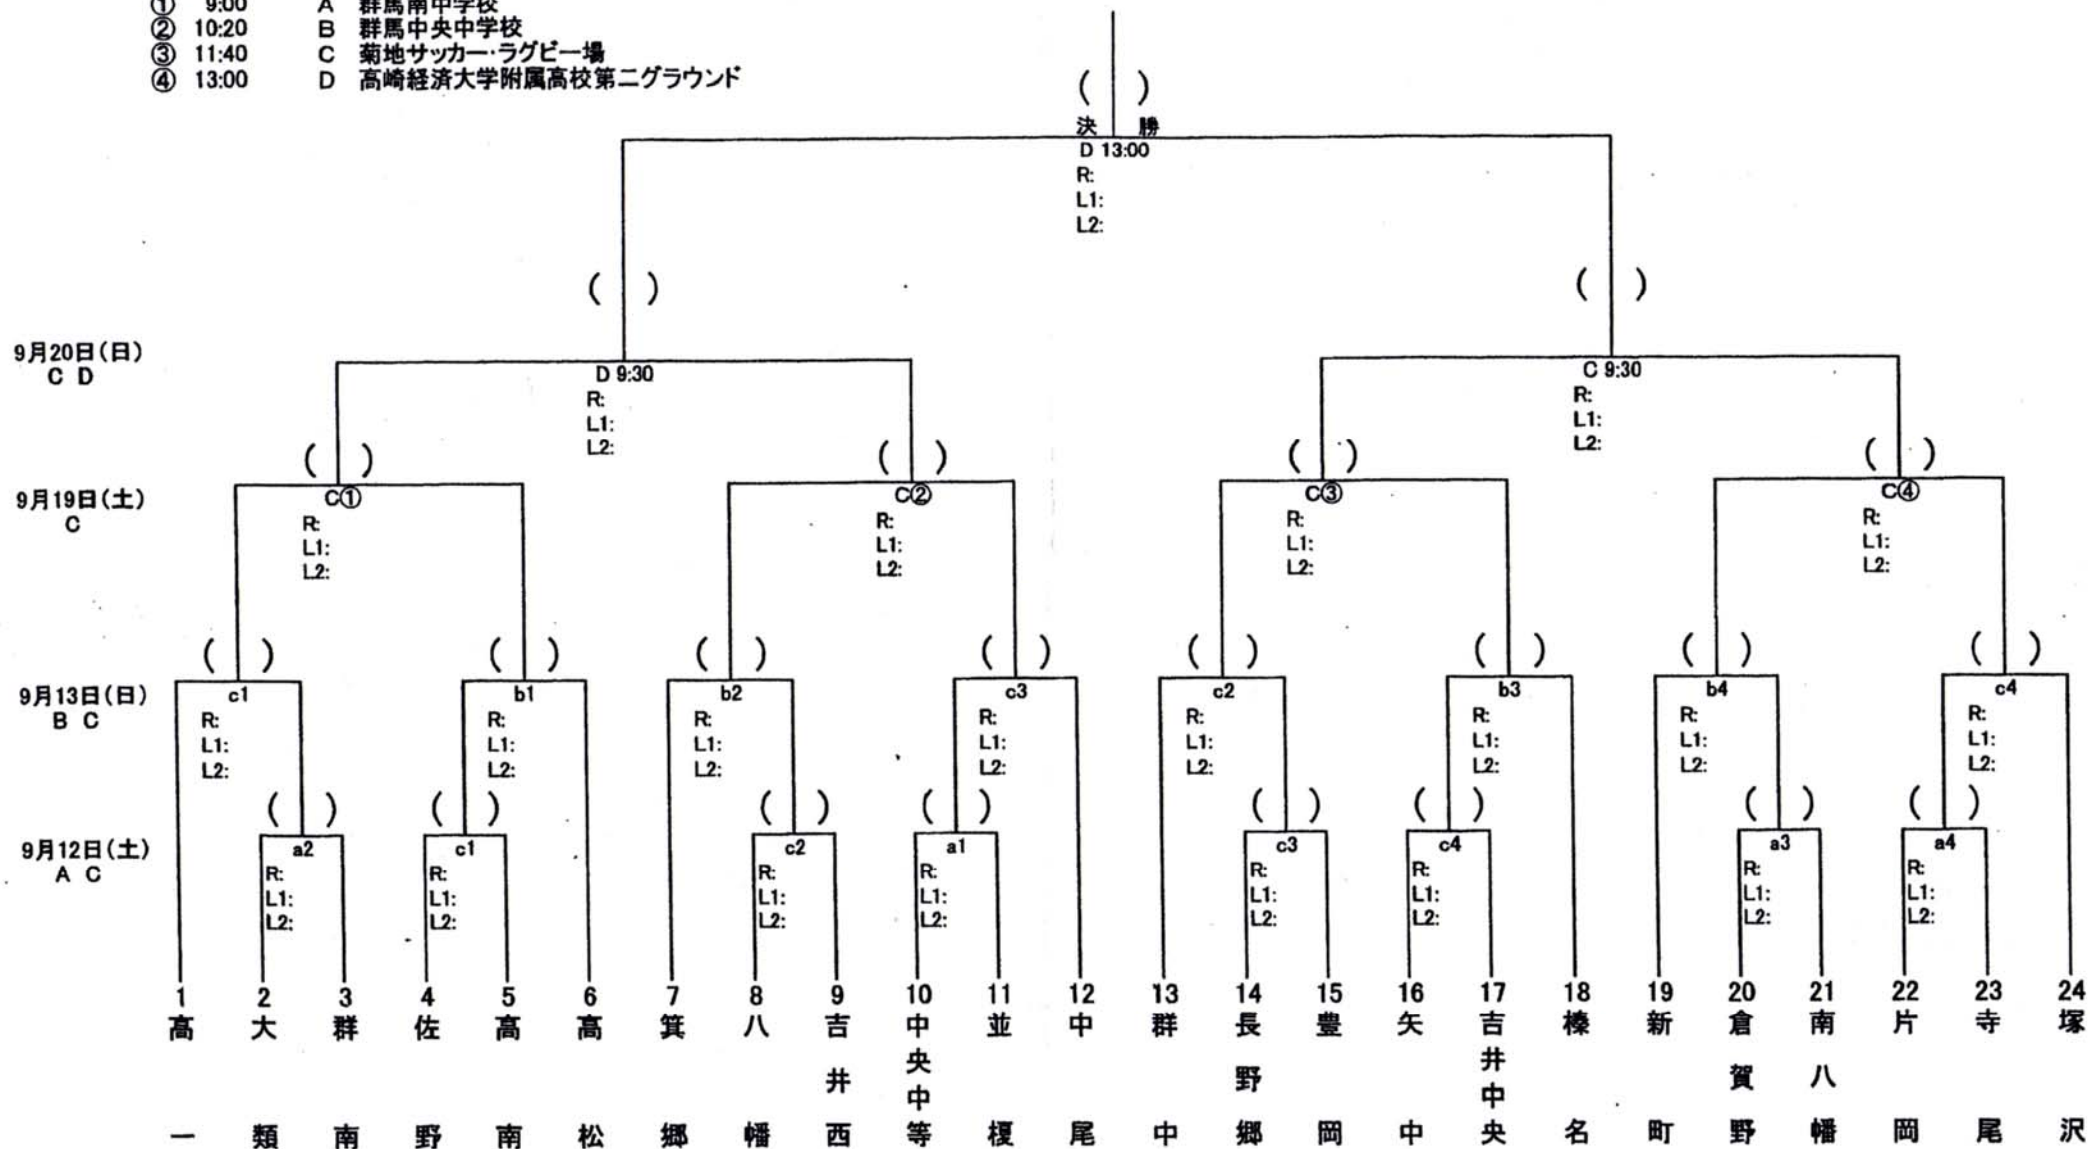 ① 9:00 A 群馬南中学校
② 10:20 B 群馬中央中学校
③ 11:40 C 菊地サッカー・ラグビー場
④ 13:00 D 高崎経済大学附属高校第二グラウンド
( )
決 勝
D 13:00
R:
L1:
L2:
( ) ( )
9月20日(日)
C D
D 9:30 C 9:30
R: R:
L1: L1:
L2: L2:
( ) ( ) ( ) ( )
9月19日(土)
C
C① C② C③ C④
R: R: R: R:
L1: L1: L1: L1:
L2: L2: L2: L2:
( ) ( ) ( ) ( ) ( ) ( ) ( ) ( )
9月13日(日)
B C
c1 b1 b2 c3 c2 b3 b4 c4
R: R: R: R: R: R: R: R:
L1: L1: L1: L1: L1: L1: L1: L1:
L2: L2: L2: L2: L2: L2: L2: L2:
( ) ( ) ( ) ( ) ( ) ( ) ( ) ( )
9月12日(土)
A C
a2 c1 c2 a1 c3 c4 a3 a4
R: R: R: R: R: R: R: R:
L1: L1: L1: L1: L1: L1: L1: L1:
L2: L2: L2: L2: L2: L2: L2: L2:
1 高一
2 大類
3 群南
4 佐野
5 高南
6 高松
7 箕郷
8 八幡
9 吉井西
10 中央中等
11 並榎
12 中尾
13 群中
14 長野郷
15 豊岡
16 矢中
17 吉井中央
18 榛名
19 新町
20 倉賀野
21 南八幡
22 片岡
23 寺尾
24 塚沢